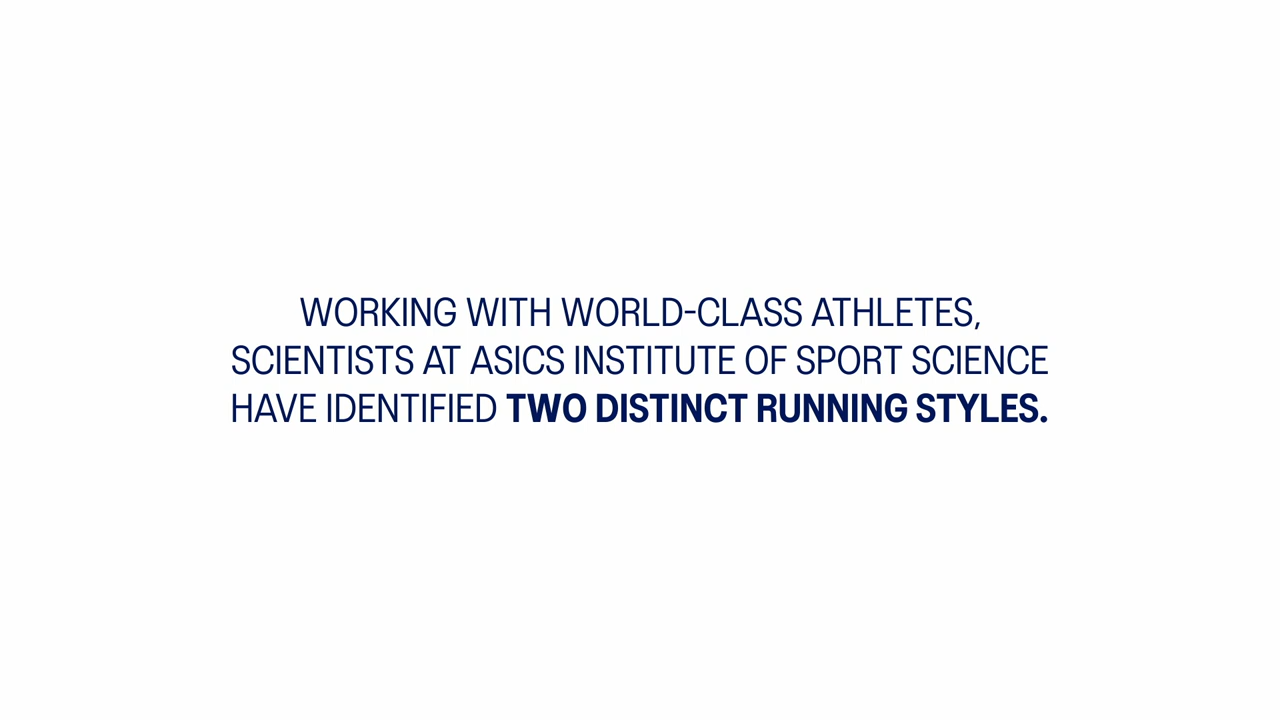 WORKING WITH WORLD-CLASS ATHLETES,
SCIENTISTS AT ASICS INSTITUTE OF SPORT SCIENCE
HAVE IDENTIFIED TWO DISTINCT RUNNING STYLES.